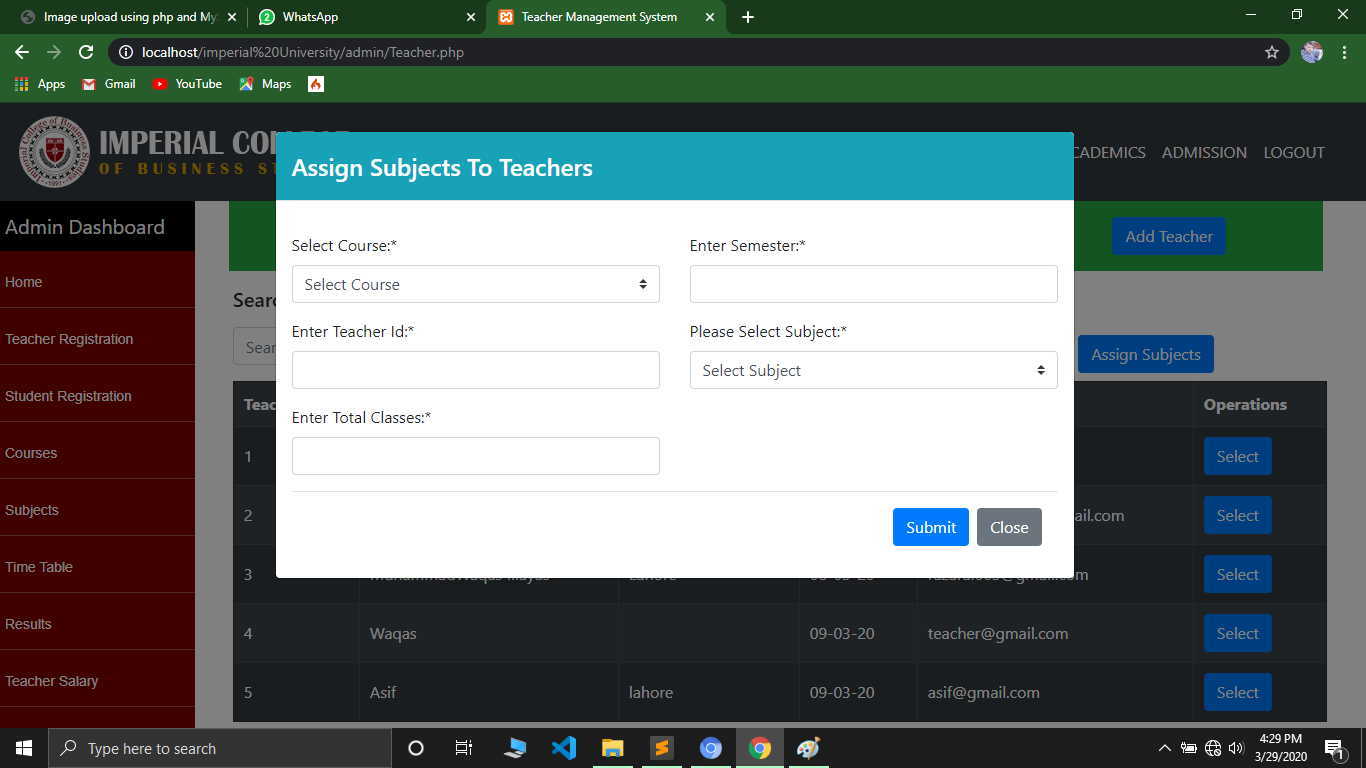 Image upload using php and My
WhatsApp
Teacher Management System
localhost/imperial%20University/admin/Teacher.php
Apps
Gmail
YouTube
Maps
IMPERIAL COLLEGE
OF BUSINESS ST
CADEMICS
ADMISSION
LOGOUT
Admin Dashboard
Home
Teacher Registration
Student Registration
Courses
Subjects
Time Table
Results
Teacher Salary
Add Teacher
Sear
Sear
Assign Subjects
Assign Subjects To Teachers
Select Course:*
Enter Semester:*
Select Course
Enter Teacher Id:*
Please Select Subject:*
Select Subject
Enter Total Classes:*
Submit
Close
Teac
Operations
1
Select
2
ail.com
Select
3
Select
4
Waqas
09-03-20
teacher@gmail.com
Select
5
Asif
lahore
09-03-20
asif@gmail.com
Select
Type here to search
4:29 PM
3/29/2020
1